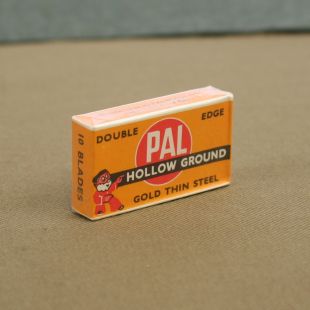 DOUBLE EDGE
PAL
HOLLOW GROUND
GOLD THIN STEEL
10 BLADES